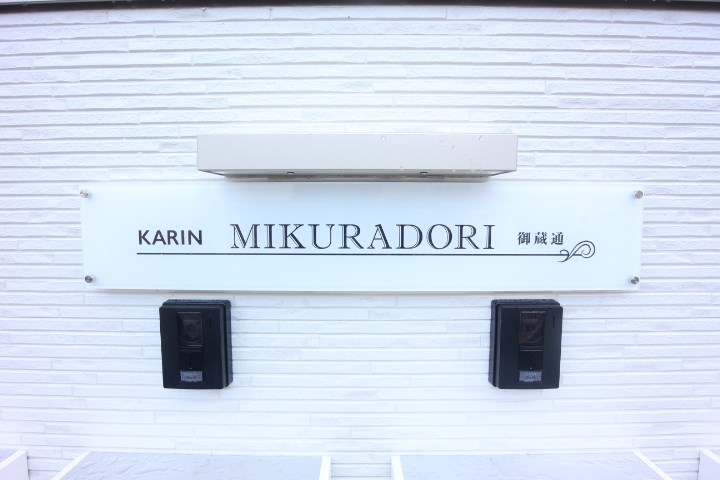 KARIN MIKURADORI 御蔵通